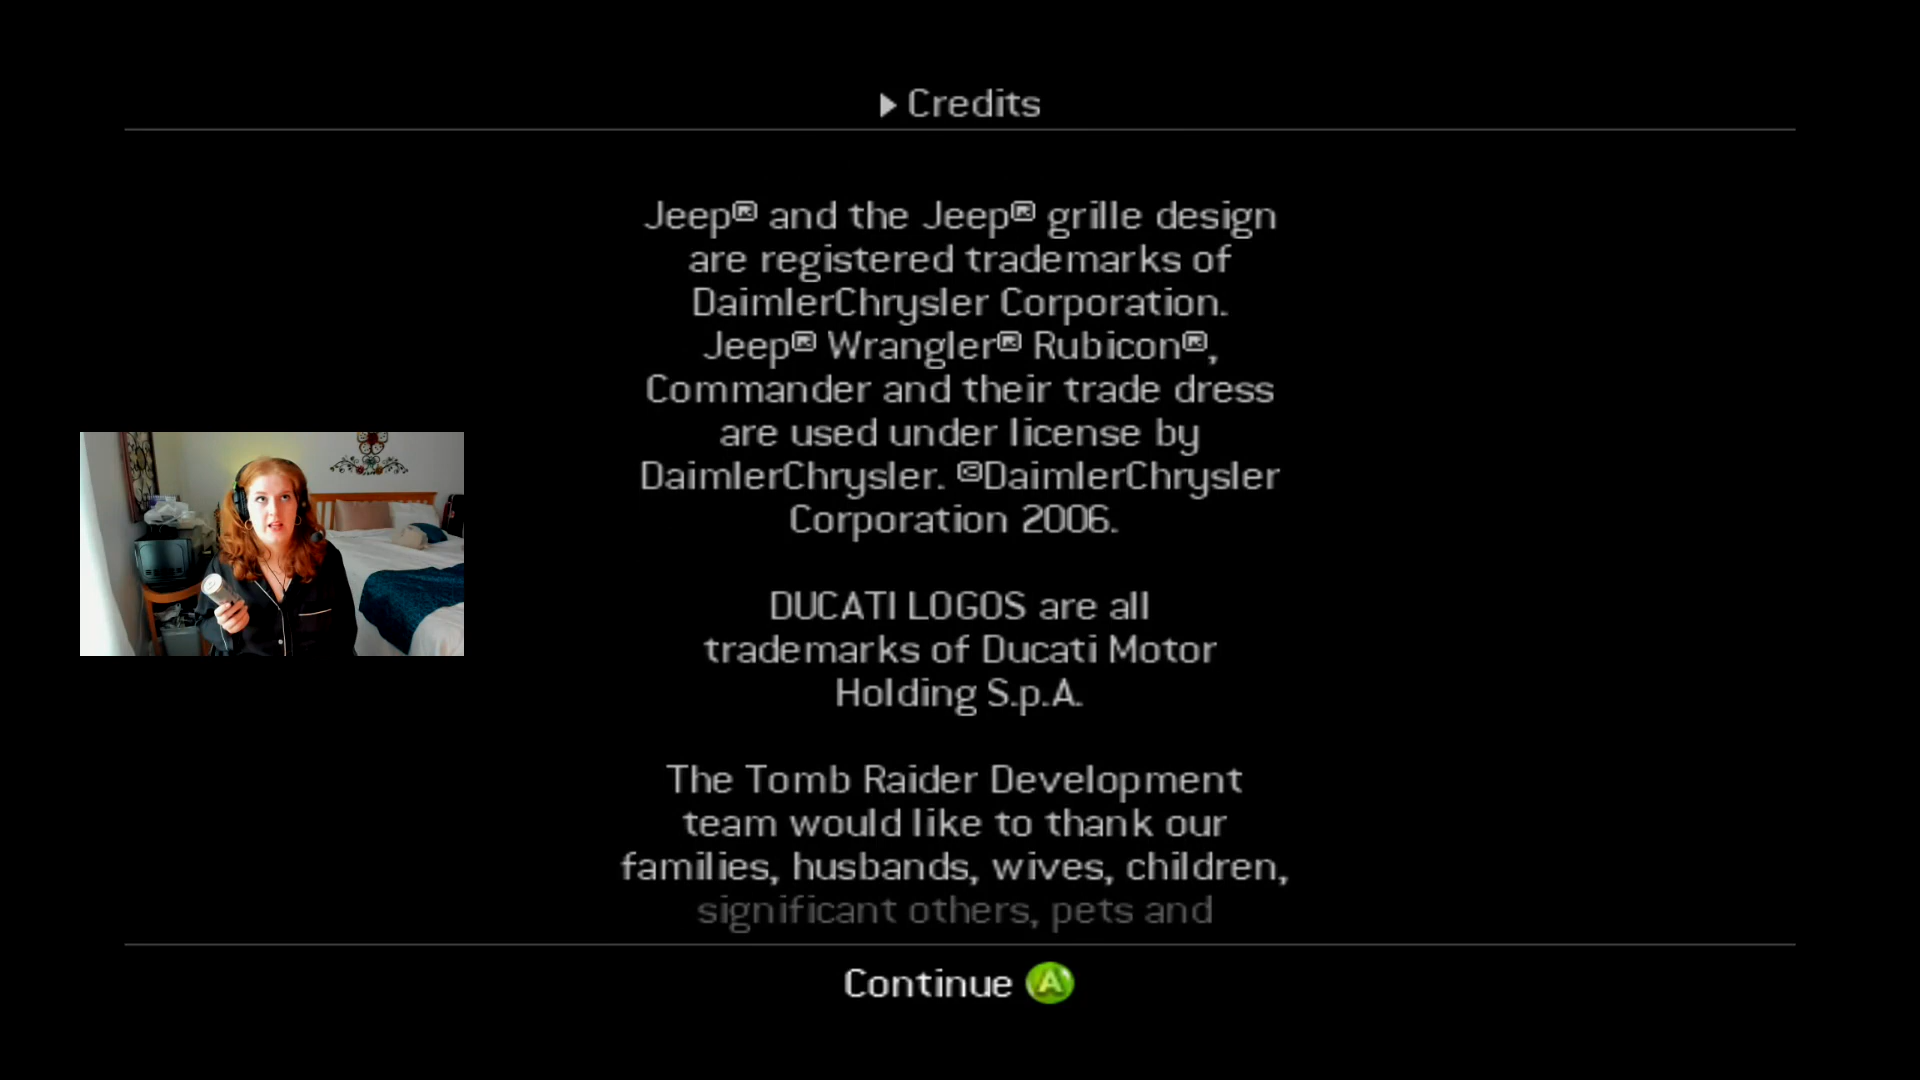 Credits
Jeep® and the Jeep® grille design
are registered trademarks of
DaimlerChrysler Corporation.
Jeep® Wrangler® Rubicon®,
Commander and their trade dress
are used under license by
DaimlerChrysler. ©DaimlerChrysler
Corporation 2006.
DUCATI LOGOS are all
trademarks of Ducati Motor
Holding S.p.A.
The Tomb Raider Development
team would like to thank our
families, husbands, wives, children,
significant others, pets and
Continue A